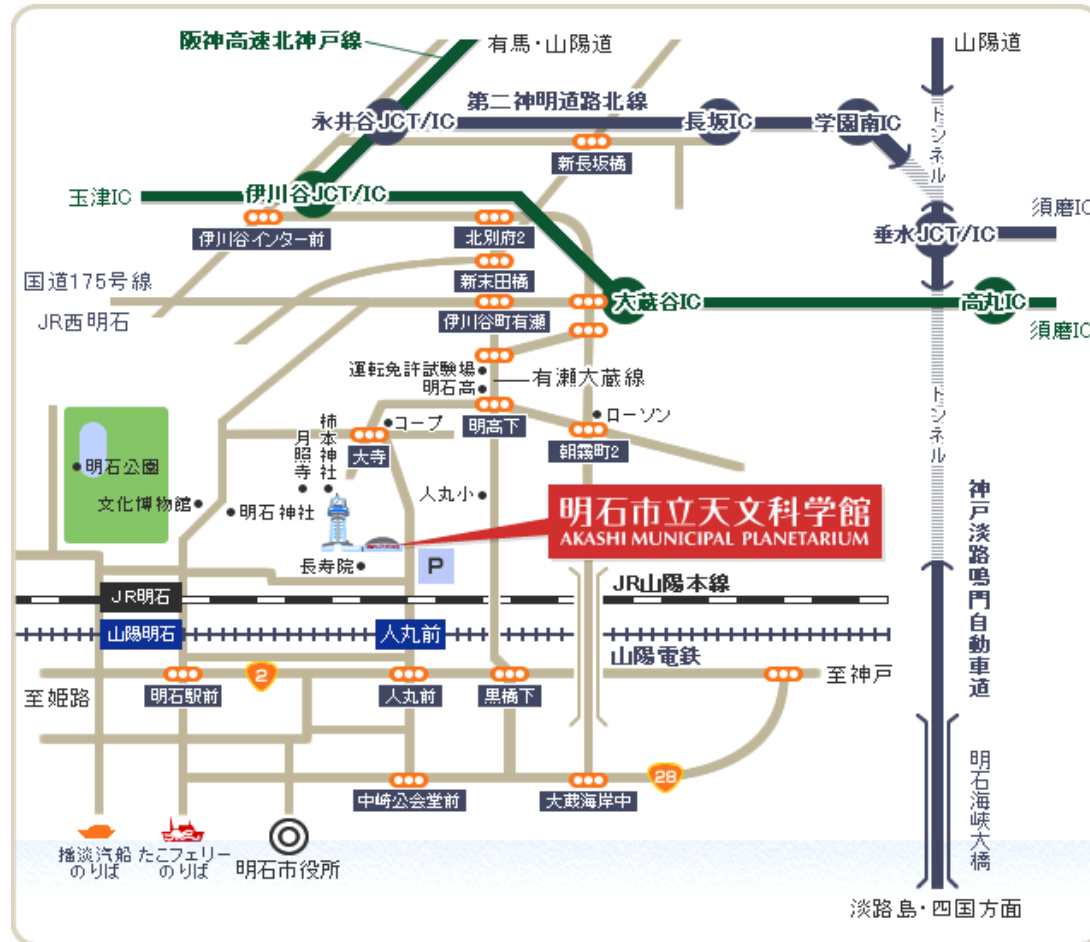 阪神高速北神戸線
有馬・山陽道
山陽道
第二神明道路北線
永井谷JCT/IC
長坂IC
学園南IC
トンネル
新長坂橋
玉津IC
伊川谷JCT/IC
須磨IC
伊川谷インター前
北別府2
垂水JCT/IC
新末田橋
国道175号線
伊川谷町有瀬
大蔵谷IC
高丸IC
JR西明石
須磨IC
運転免許試験場
有瀬大蔵線
明石高
トンネル
コープ
ローソン
柿本神社
月照寺
大寺
明高下
朝霧町2
明石公園
文化博物館
明石神社
人丸小
明石市立天文科学館
AKASHI MUNICIPAL PLANETARIUM
神戸淡路鳴門自動車道
長寿院
P
JR山陽本線
JR明石
山陽明石
人丸前
山陽電鉄
2
至姫路
明石駅前
人丸前
黒橋下
至神戸
28
中崎公会堂前
大蔵海岸中
明石海峡大橋
播淡汽船
のりば
たこフェリー
のりば
明石市役所
淡路島・四国方面